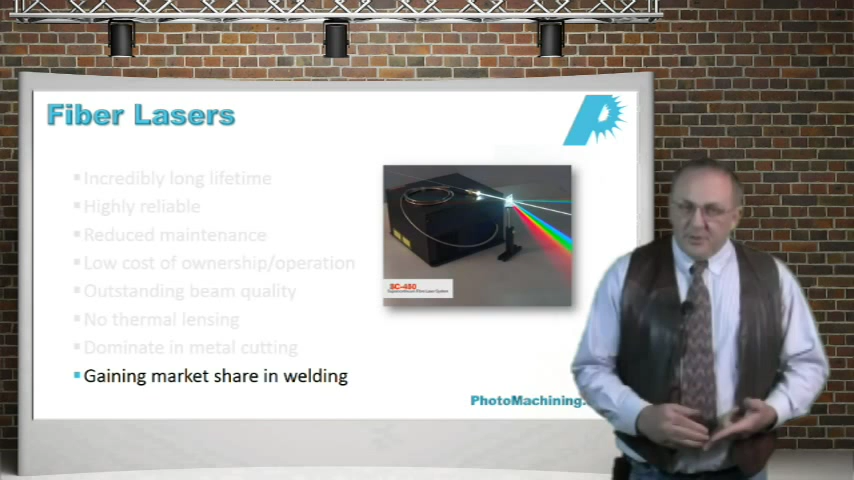 Fiber Lasers
Incredibly long lifetime
Highly reliable
Reduced maintenance
Low cost of ownership/operation
Outstanding beam quality
No thermal lensing
Dominate in metal cutting
Gaining market share in welding
SC-450
PhotoMachining.